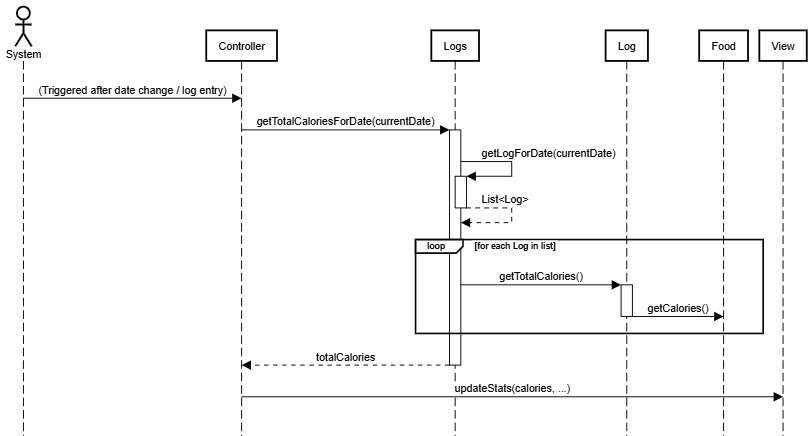 System
Controller
Logs
Log
Food
View
(Triggered after date change / log entry)
getTotalCaloriesForDate(currentDate)
getLogForDate(currentDate)
List<Log>
loop
[for each Log in list]
getTotalCalories()
getCalories()
totalCalories
updateStats(calories, ...)